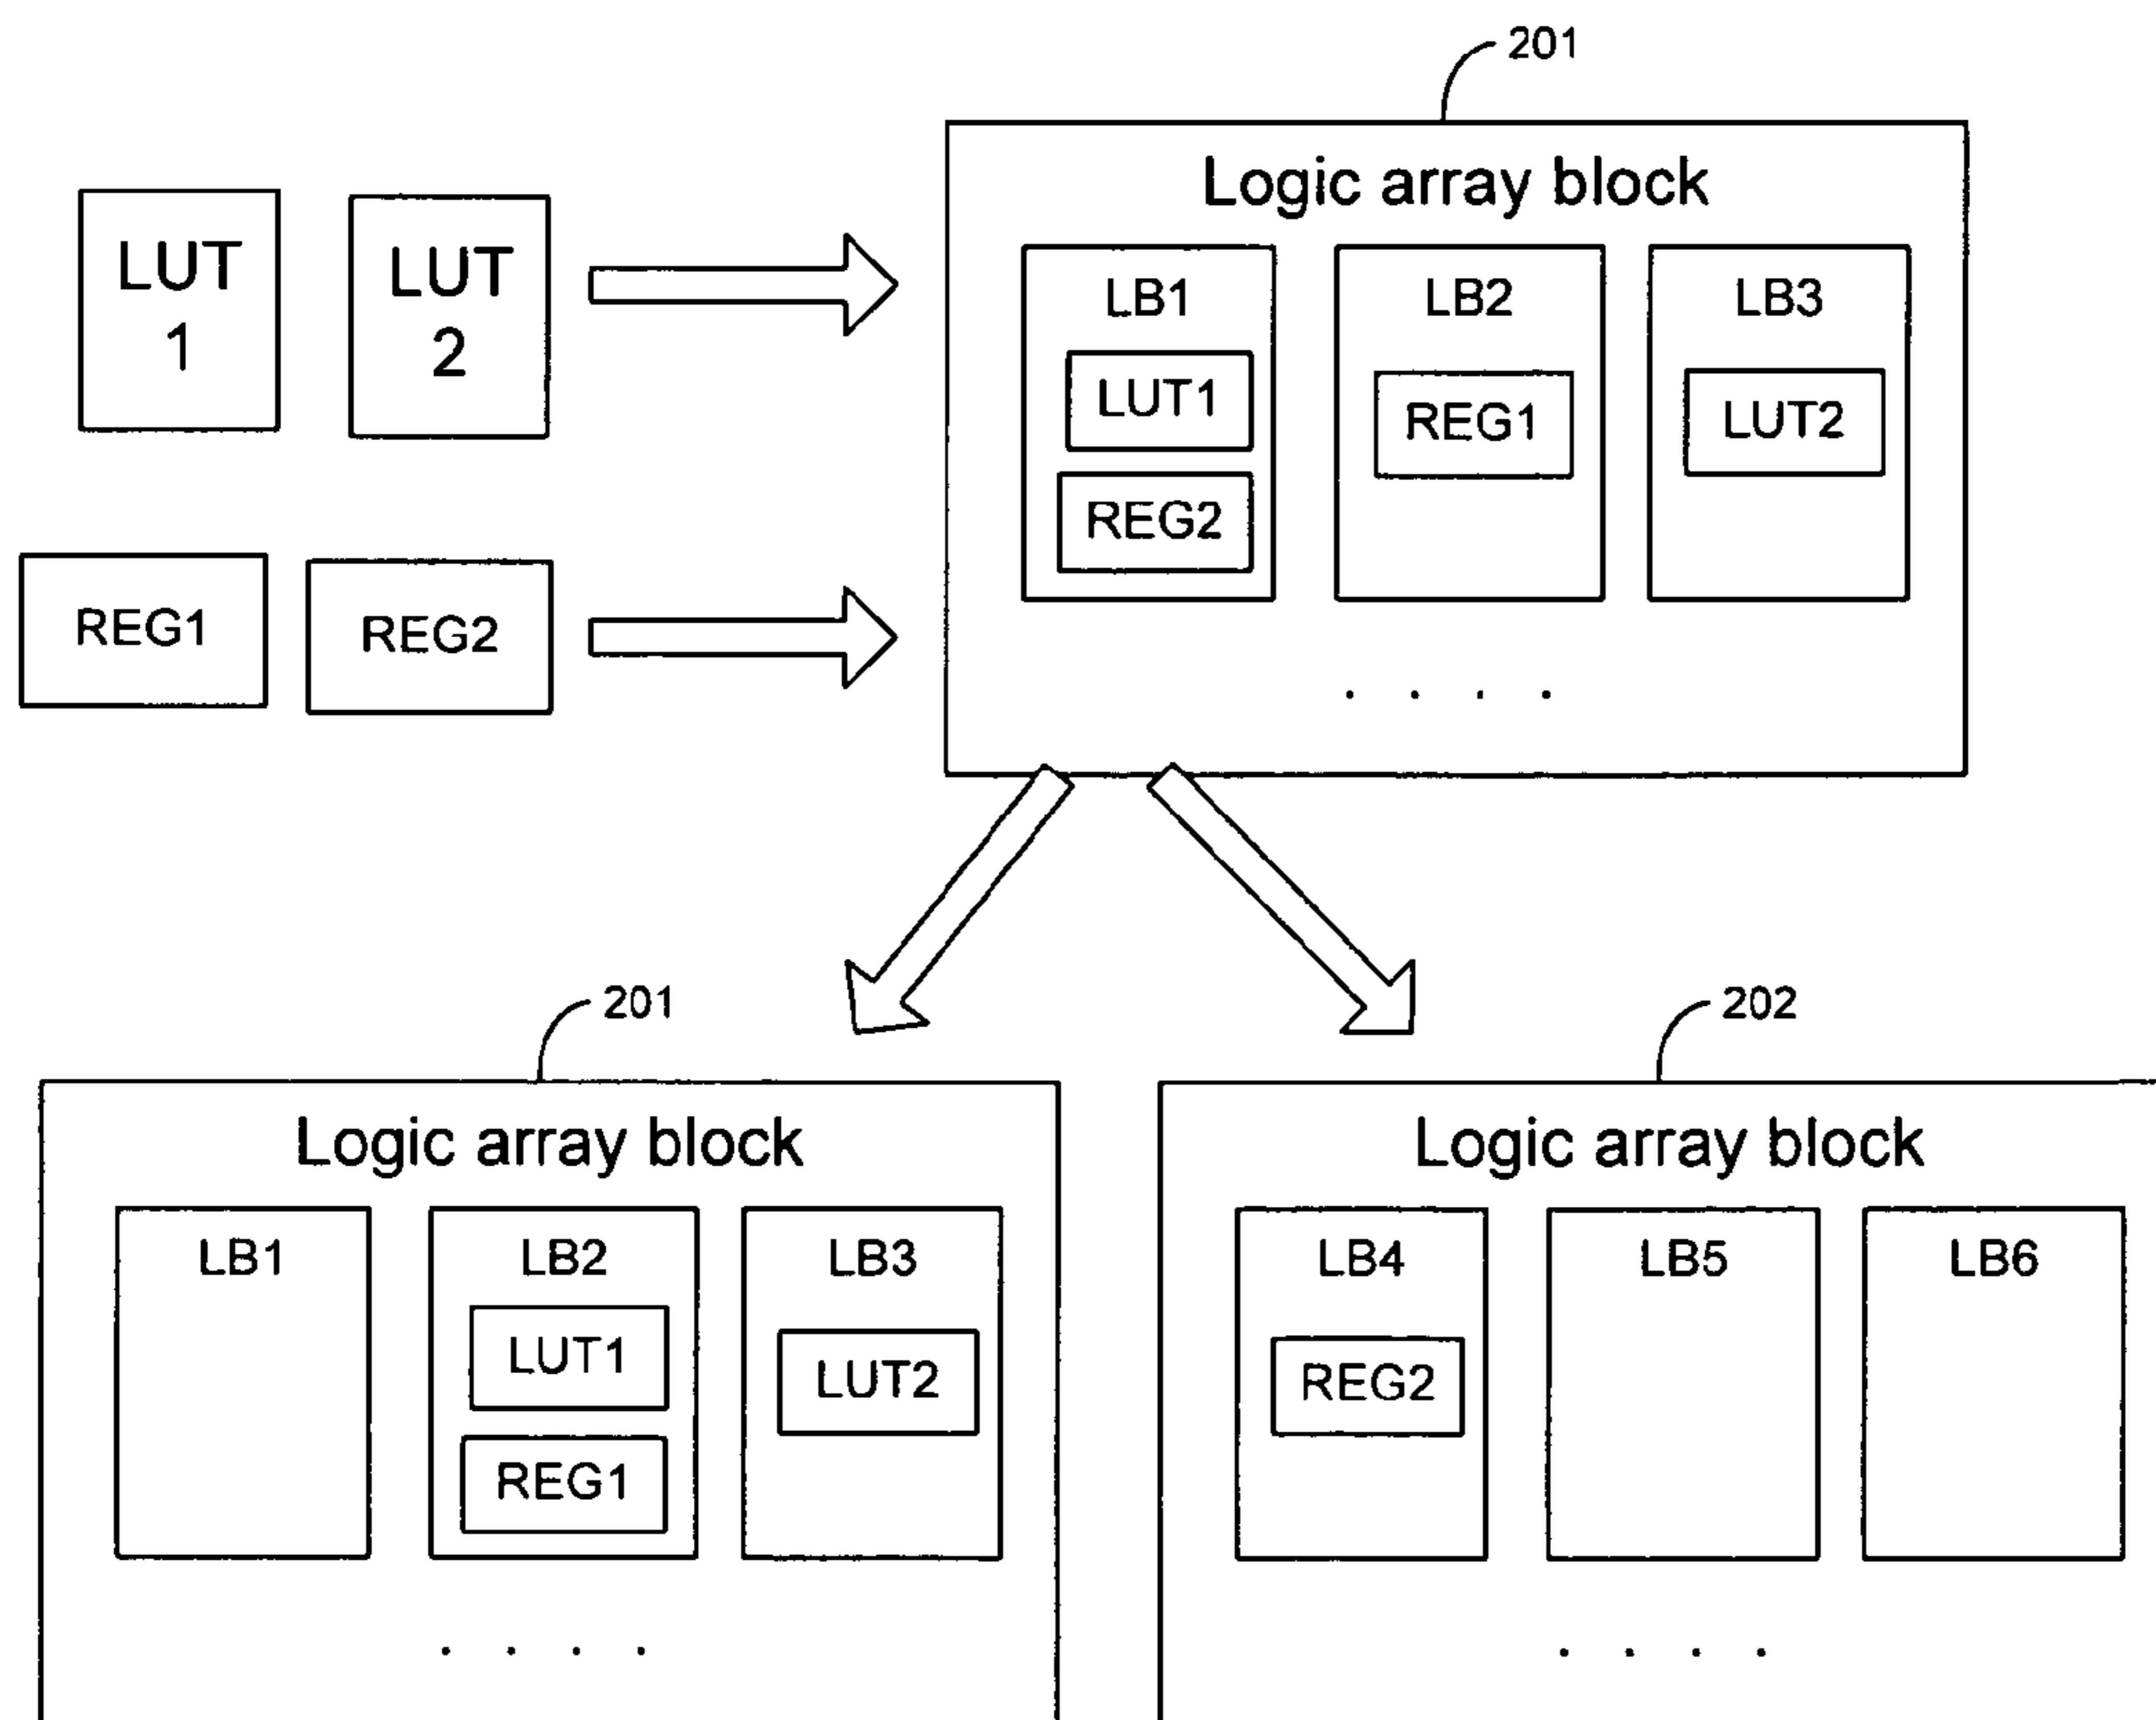 201
Logic array block
LUT
1
LUT
2
LB1
LB2
LB3
LUT1
REG1
LUT2
REG2
REG1
REG2
. . . .
201
202
Logic array block
Logic array block
LB1
LB2
LB3
LB4
LB5
LB6
LUT1
LUT2
REG2
REG1
. . . .
. . . .